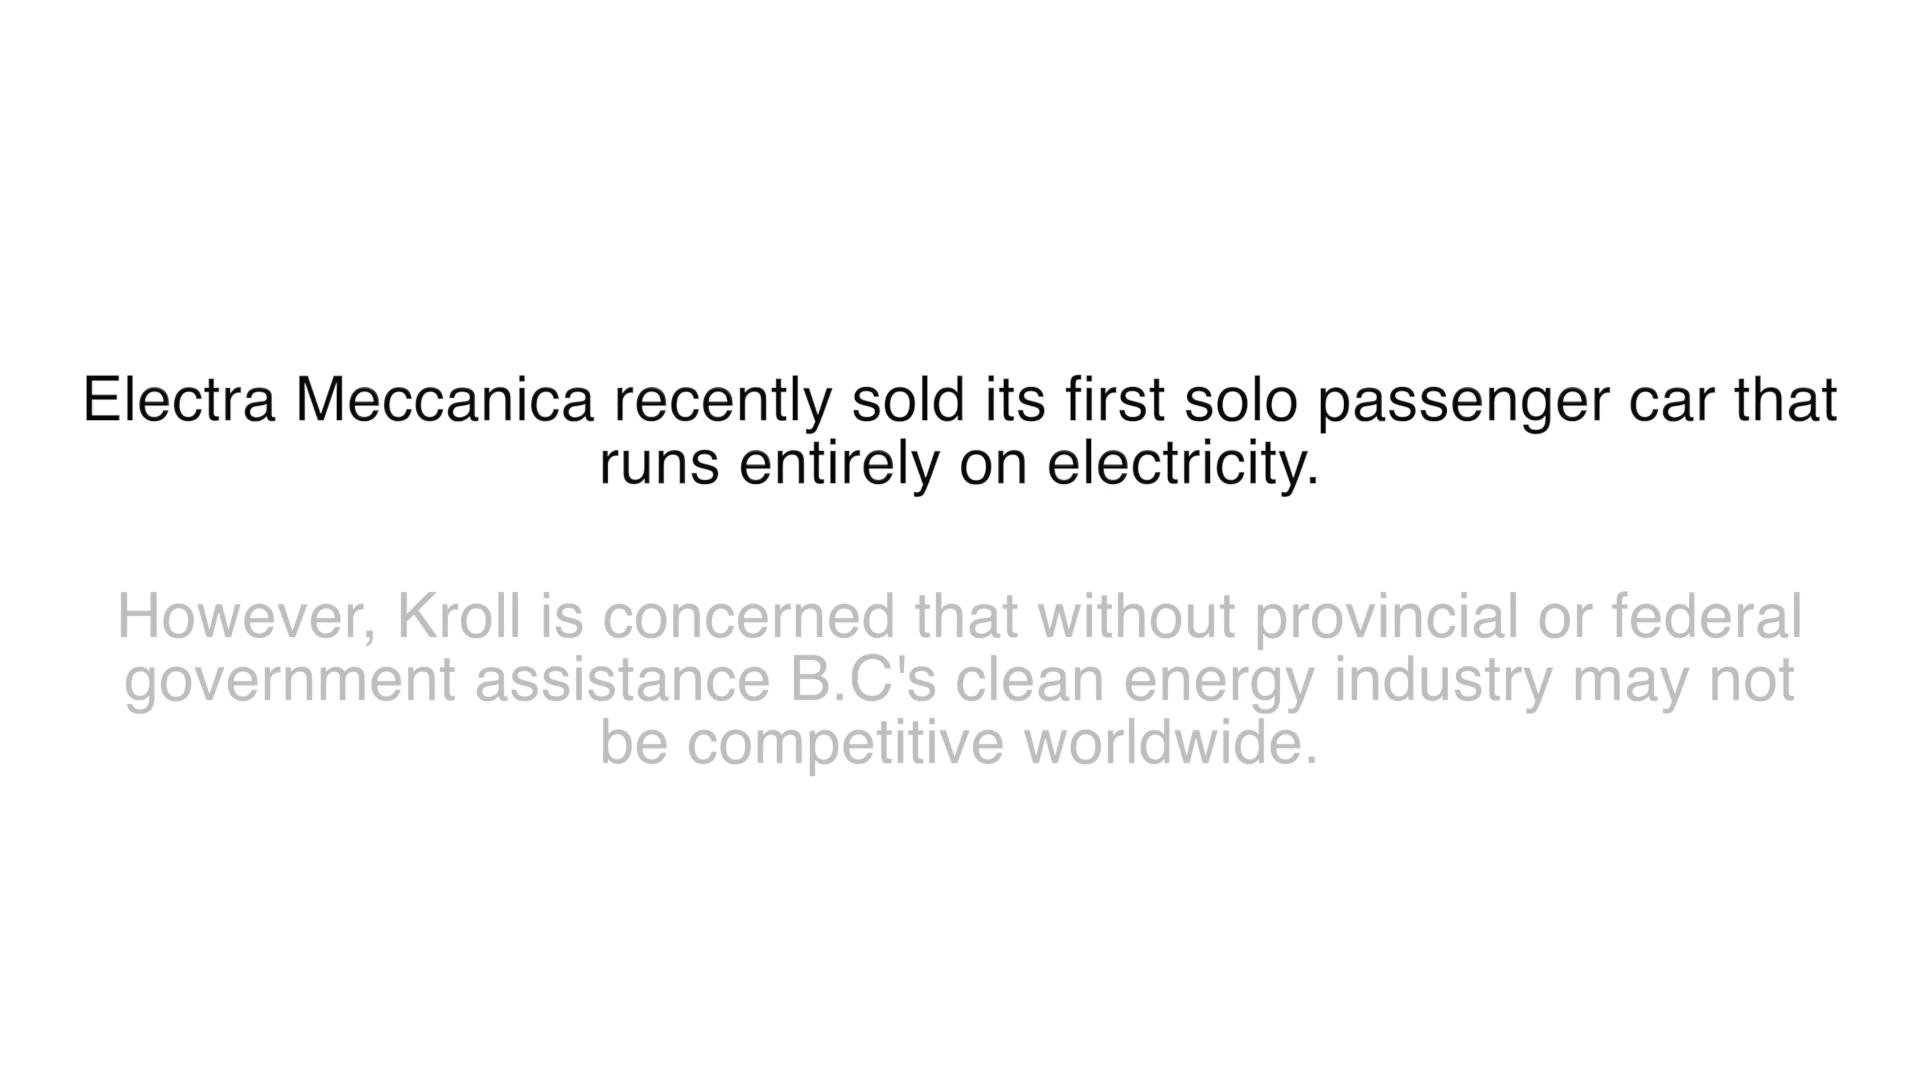 Electra Meccanica recently sold its first solo passenger car that
runs entirely on electricity.
However, Kroll is concerned that without provincial or federal
government assistance B.C's clean energy industry may not
be competitive worldwide.